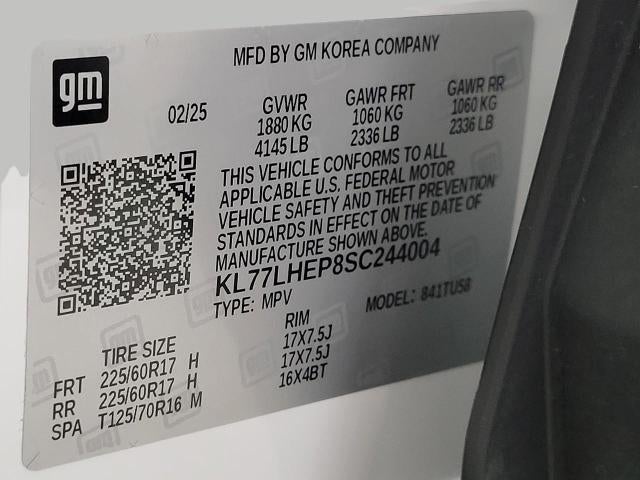 gm
MFD BY GM KOREA COMPANY
02/25 GVWR GAWR FRT GAWR RR
1880 KG 1060 KG 1060 KG
4145 LB 2336 LB 2336 LB
THIS VEHICLE CONFORMS TO ALL
APPLICABLE U.S. FEDERAL MOTOR
VEHICLE SAFETY AND THEFT PREVENTION
STANDARDS IN EFFECT ON THE DATE OF
MANUFACTURE SHOWN ABOVE.
KL77LHEP8SC244004
TYPE: MPV MODEL: 841TU58
TIRE SIZE RIM
FRT 225/60R17 H 17X7.5J
RR 225/60R17 H 17X7.5J
SPA T125/70R16 M 16X4BT